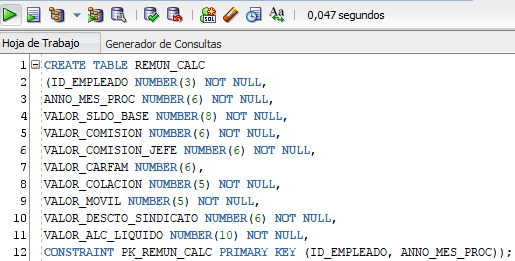 0,047 segundos
Hoja de Trabajo Generador de Consultas
1 CREATE TABLE REMUN_CALC
2 (ID_EMPLEADO NUMBER(3) NOT NULL,
3 ANNO_MES_PROC NUMBER(6) NOT NULL,
4 VALOR_SLDO_BASE NUMBER(8) NOT NULL,
5 VALOR_COMISION NUMBER(6) NOT NULL,
6 VALOR_COMISION_JEFE NUMBER(6) NOT NULL,
7 VALOR_CARFAM NUMBER(6),
8 VALOR_COLACION NUMBER(5) NOT NULL,
9 VALOR_MOVIL NUMBER(5) NOT NULL,
10 VALOR_DESCTO_SINDICATO NUMBER(6) NOT NULL,
11 VALOR_ALC_LIQUIDO NUMBER(10) NOT NULL,
12 CONSTRAINT PK_REMUN_CALC PRIMARY KEY (ID_EMPLEADO, ANNO_MES_PROC));